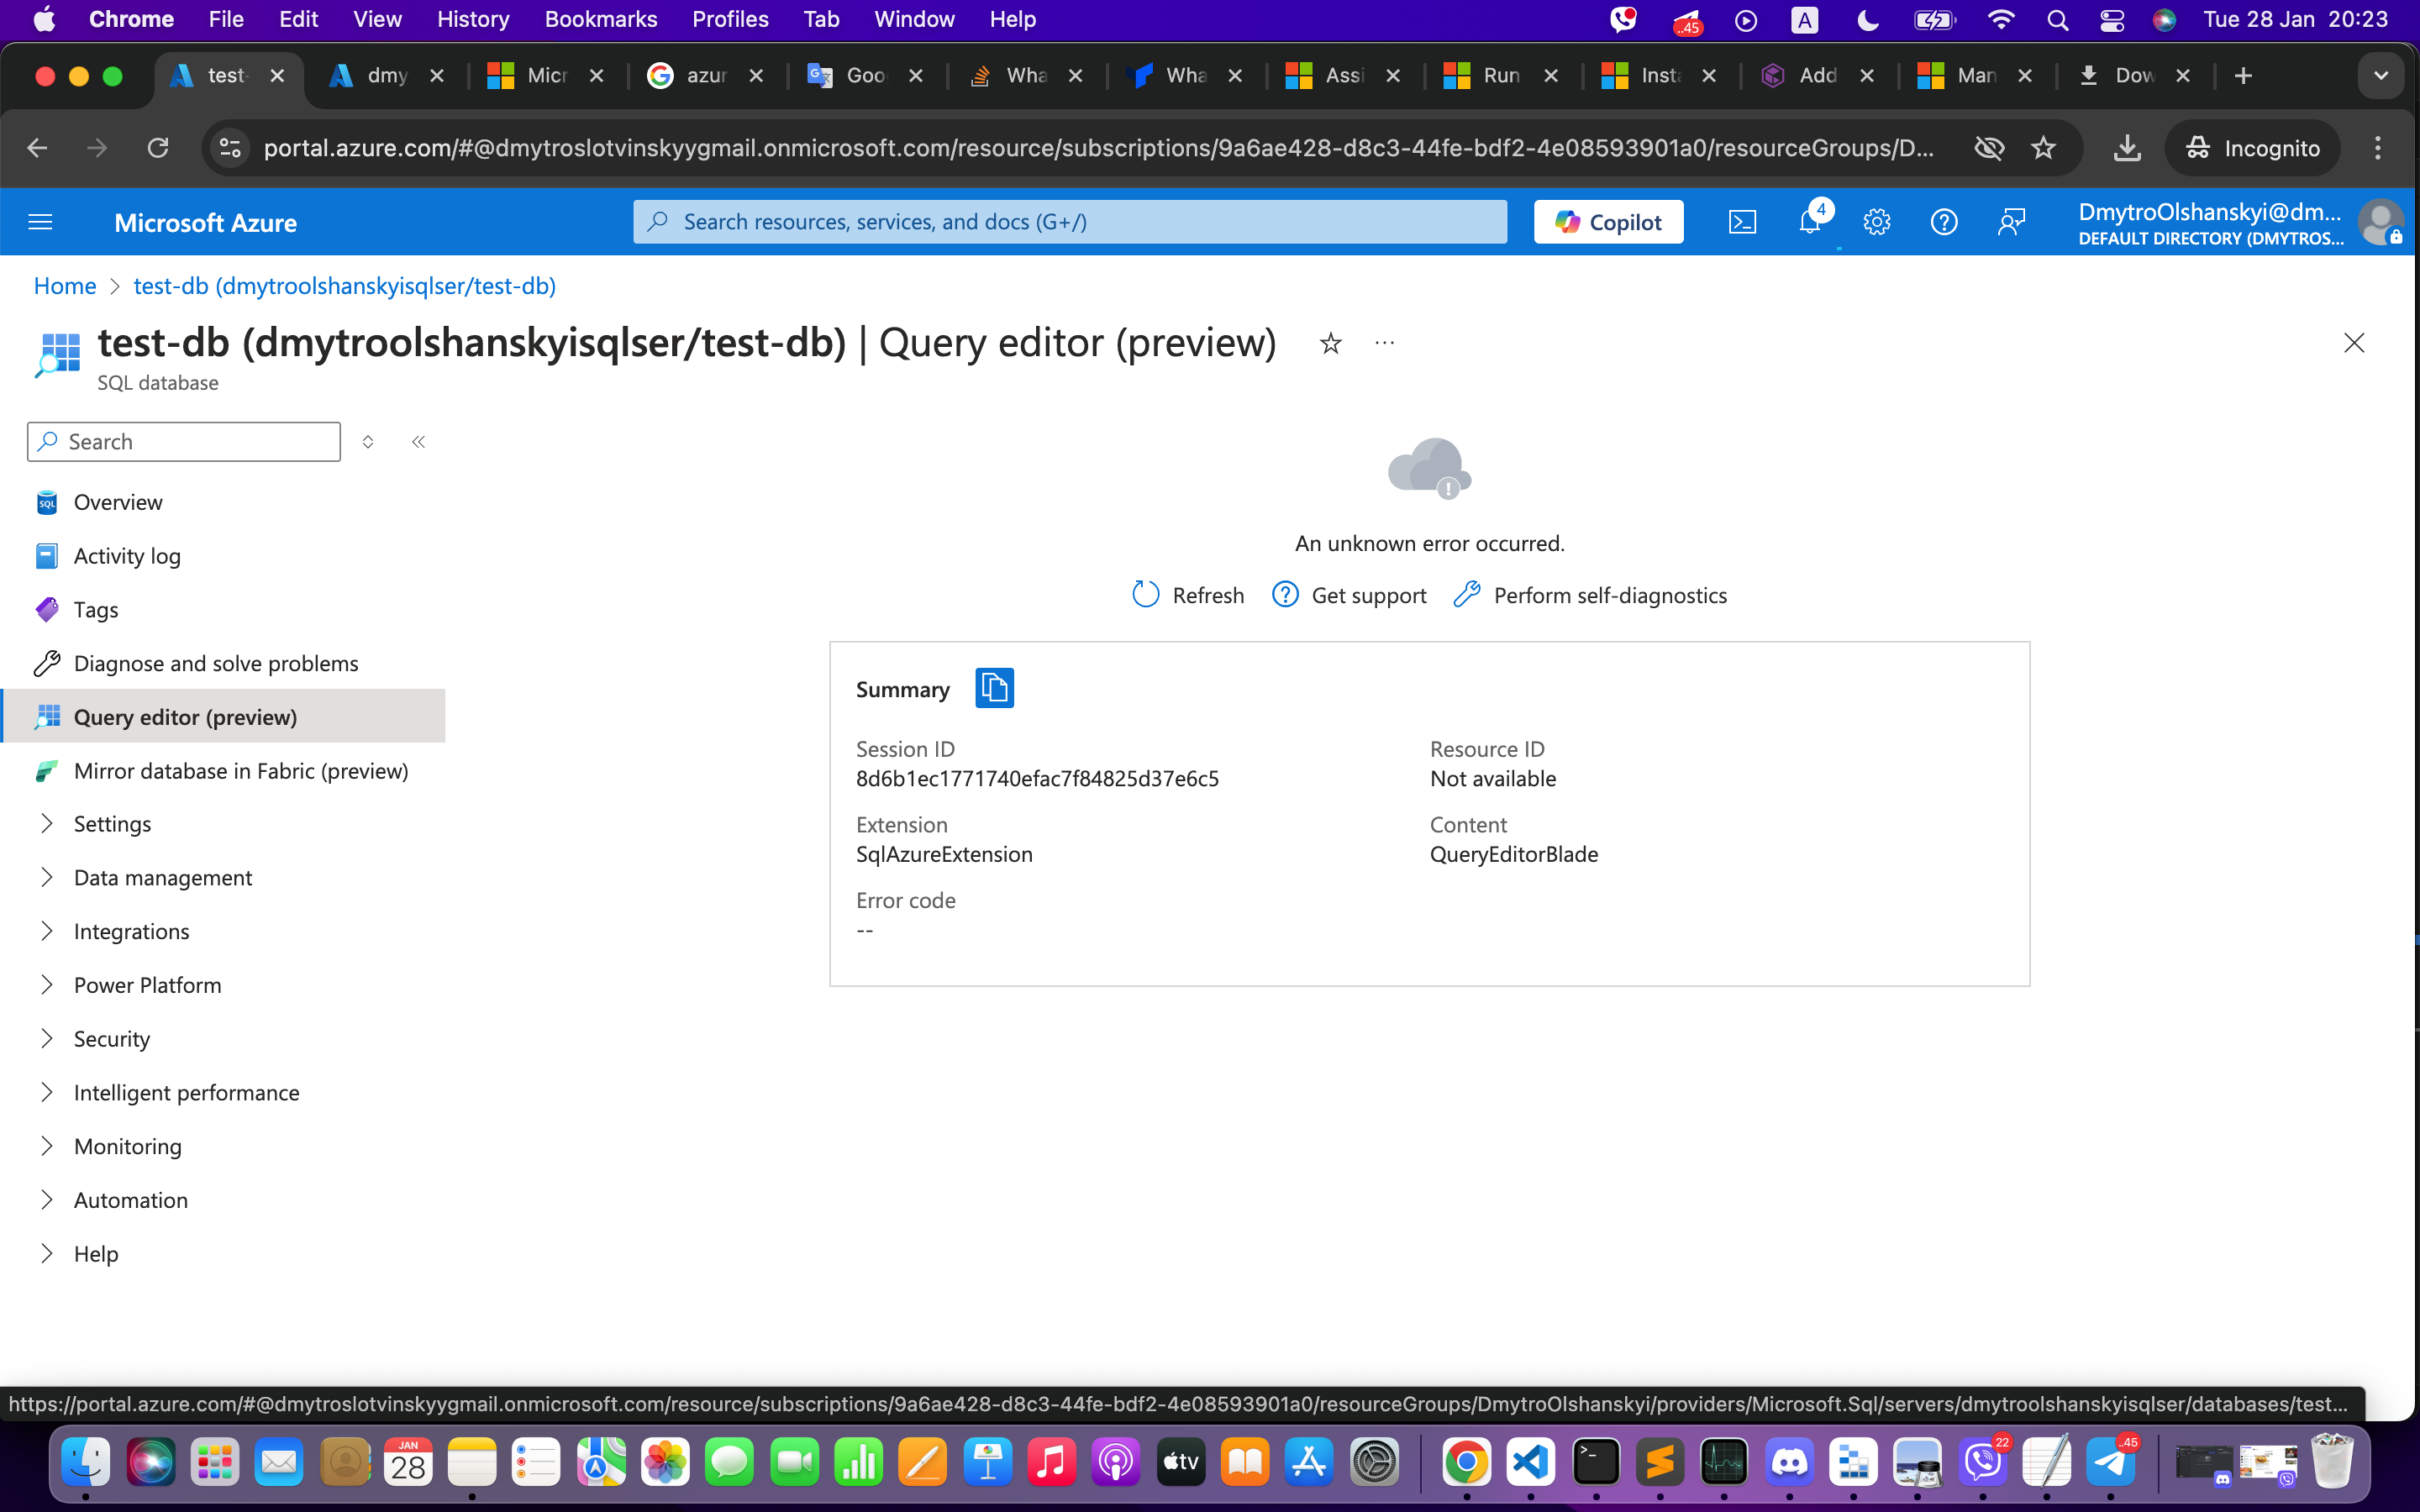 Chrome File Edit View History Bookmarks Profiles Tab Window Help ..45 A Tue 28 Jan 20:23
test- dmy Micr azur Goo Wha Wha Assi Run Insta Add Man Dow
portal.azure.com/#@dmytroslotvinskyygmail.onmicrosoft.com/resource/subscriptions/9a6ae428-d8c3-44fe-bdf2-4e08593901a0/resourceGroups/D... Incognito
Microsoft Azure Search resources, services, and docs (G+/) Copilot 4 DmytroOlshanskyi@dm...
DEFAULT DIRECTORY (DMYTROS...
Home > test-db (dmytroolshanskyisqlser/test-db)
test-db (dmytroolshanskyisqlser/test-db) | Query editor (preview)
SQL database
Search
Overview
Activity log
Tags
Diagnose and solve problems
Query editor (preview)
Mirror database in Fabric (preview)
Settings
Data management
Integrations
Power Platform
Security
Intelligent performance
Monitoring
Automation
Help
An unknown error occurred.
Refresh Get support Perform self-diagnostics
Summary
Session ID
8d6b1ec1771740efac7f84825d37e6c5
Resource ID
Not available
Extension
SqlAzureExtension
Content
QueryEditorBlade
Error code
--
https://portal.azure.com/#@dmytroslotvinskyygmail.onmicrosoft.com/resource/subscriptions/9a6ae428-d8c3-44fe-bdf2-4e08593901a0/resourceGroups/DmytroOlshanskyi/providers/Microsoft.Sql/servers/dmytroolshanskyisqlser/databases/test...
JAN
28
tv
22
..45